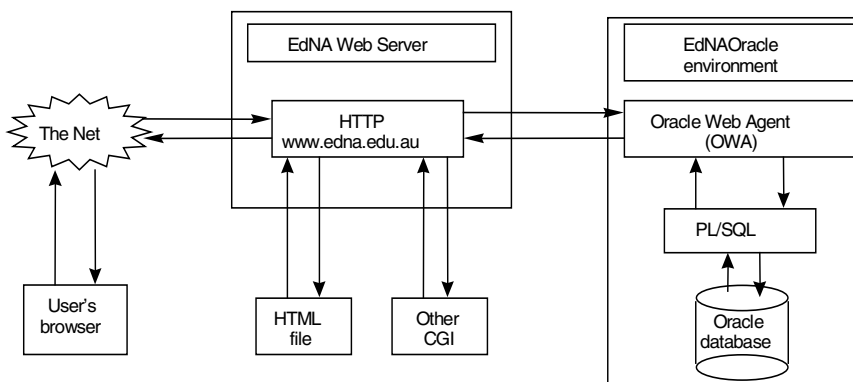 EdNA Web Server
EdNAOracle
environment
The Net
HTTP
www.edna.edu.au
Oracle Web Agent
(OWA)
PL/SQL
User's
browser
HTML
file
Other
CGI
Oracle
database